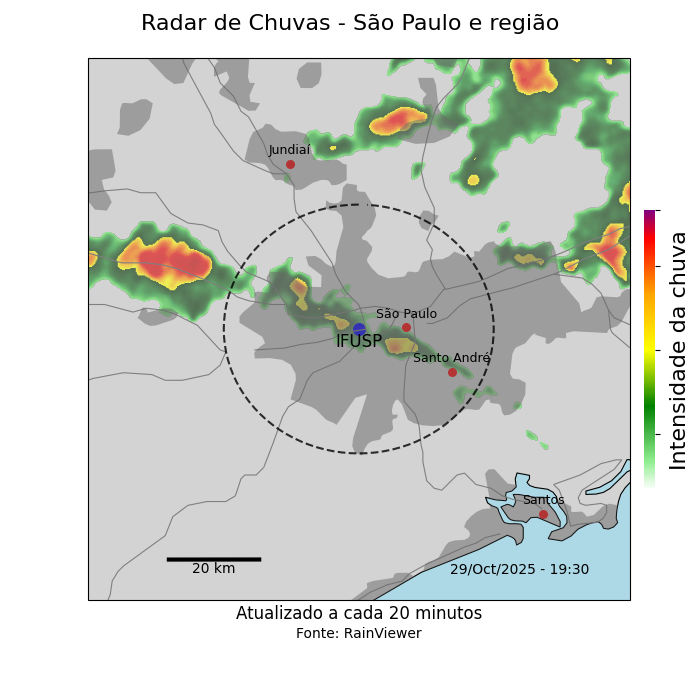 Radar de Chuvas - São Paulo e região
Jundiaí
São Paulo
IFUSP
Santo André
Santos
20 km
29/Oct/2025 - 19:30
Intensidade da chuva
Atualizado a cada 20 minutos
Fonte: RainViewer